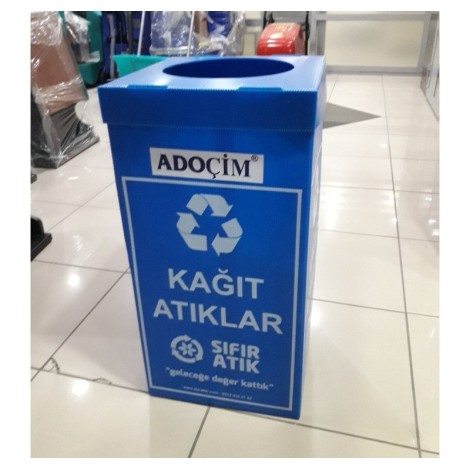 ADOÇİM®
KAĞIT
ATIKLAR
SIFIR
ATIK
"geleceğe değer kattık"